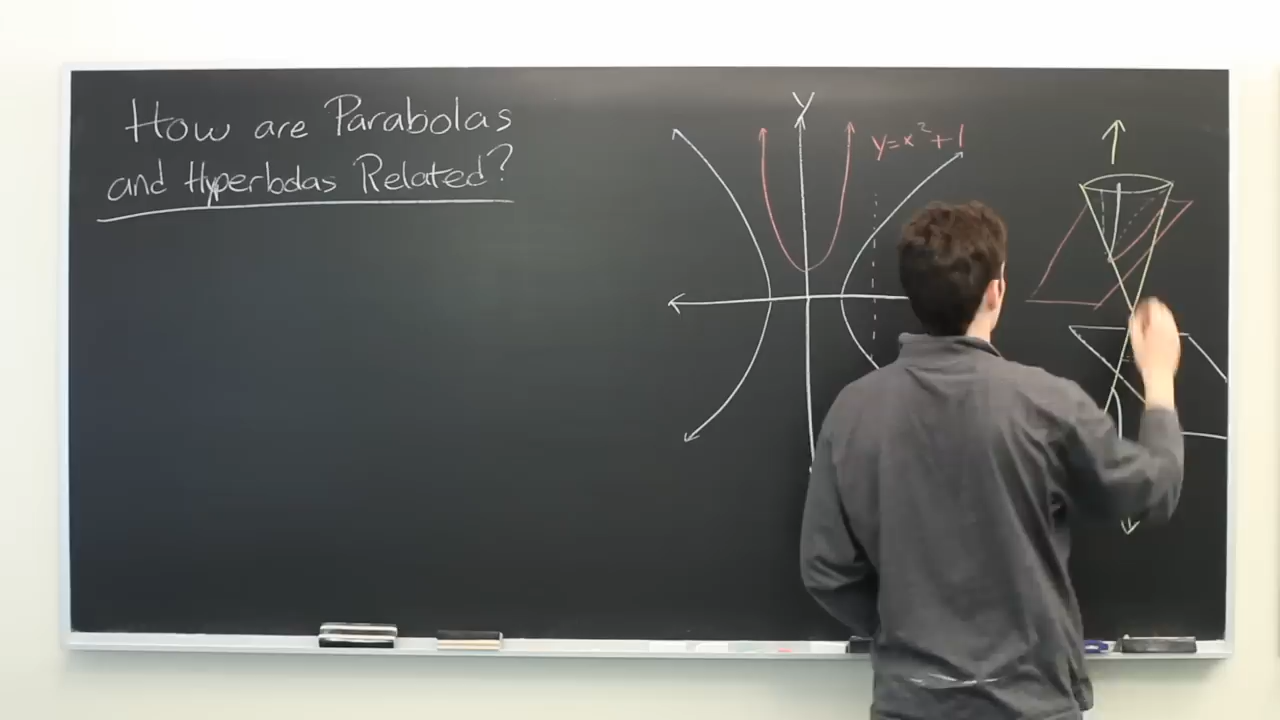 How are Parabolas
and Hyperbolas Related?
y
y=x²+1